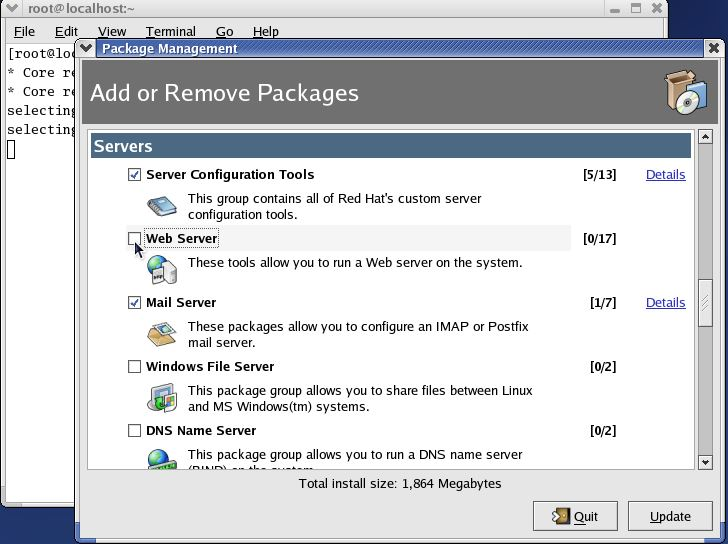 root@localhost:~
File Edit View Terminal Go Help
[root@loc
Package Management
* Core re
* Core re
selecting
selecting
Add or Remove Packages
Servers
Server Configuration Tools [5/13] Details
This group contains all of Red Hat's custom server
configuration tools.
Web Server [0/17]
These tools allow you to run a Web server on the system.
Mail Server [1/7] Details
These packages allow you to configure an IMAP or Postfix
mail server.
Windows File Server [0/2]
This package group allows you to share files between Linux
and MS Windows(tm) systems.
DNS Name Server [0/2]
This package group allows you to run a DNS name server
(BIND) on the system.
Total install size: 1,864 Megabytes
Quit Update